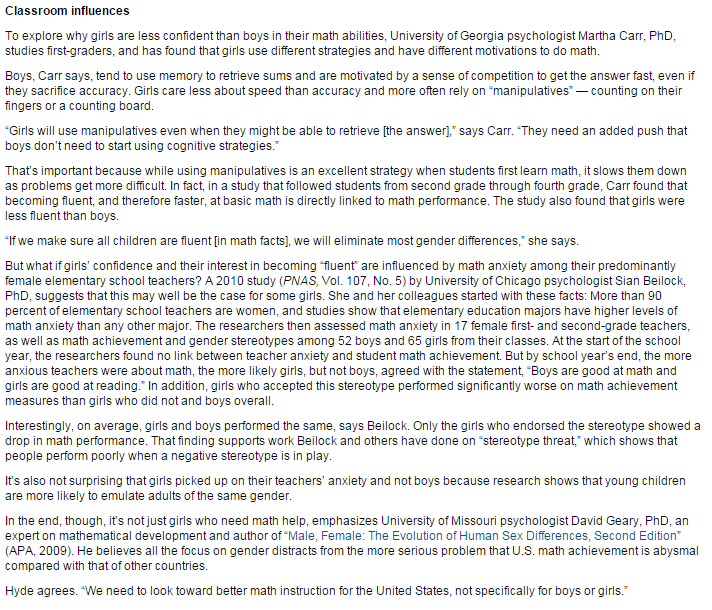 Classroom influences
To explore why girls are less confident than boys in their math abilities, University of Georgia psychologist Martha Carr, PhD,
studies first-graders, and has found that girls use different strategies and have different motivations to do math.
Boys, Carr says, tend to use memory to retrieve sums and are motivated by a sense of competition to get the answer fast, even if
they sacrifice accuracy. Girls care less about speed than accuracy and more often rely on “manipulatives” — counting on their
fingers or a counting board.
“Girls will use manipulatives even when they might be able to retrieve [the answer],” says Carr. “They need an added push that
boys don’t need to start using cognitive strategies.”
That’s important because while using manipulatives is an excellent strategy when students first learn math, it slows them down
as problems get more difficult. In fact, in a study that followed students from second grade through fourth grade, Carr found that
becoming fluent, and therefore faster, at basic math is directly linked to math performance. The study also found that girls were
less fluent than boys.
“If we make sure all children are fluent [in math facts], we will eliminate most gender differences,” she says.
But what if girls’ confidence and their interest in becoming “fluent” are influenced by math anxiety among their predominantly
female elementary school teachers? A 2010 study (PNAS, Vol. 107, No. 5) by University of Chicago psychologist Sian Beilock,
PhD, suggests that this may well be the case for some girls. She and her colleagues started with these facts: More than 90
percent of elementary school teachers are women, and studies show that elementary education majors have higher levels of
math anxiety than any other major. The researchers then assessed math anxiety in 17 female first- and second-grade teachers,
as well as math achievement and gender stereotypes among 52 boys and 65 girls from their classes. At the start of the school
year, the researchers found no link between teacher anxiety and student math achievement. But by school year’s end, the more
anxious teachers were about math, the more likely girls, but not boys, agreed with the statement, “Boys are good at math and
girls are good at reading.” In addition, girls who accepted this stereotype performed significantly worse on math achievement
measures than girls who did not and boys overall.
Interestingly, on average, girls and boys performed the same, says Beilock. Only the girls who endorsed the stereotype showed a
drop in math performance. That finding supports work Beilock and others have done on “stereotype threat,” which shows that
people perform poorly when a negative stereotype is in play.
It’s also not surprising that girls picked up on their teachers’ anxiety and not boys because research shows that young children
are more likely to emulate adults of the same gender.
In the end, though, it’s not just girls who need math help, emphasizes University of Missouri psychologist David Geary, PhD, an
expert on mathematical development and author of “Male, Female: The Evolution of Human Sex Differences, Second Edition”
(APA, 2009). He believes all the focus on gender distracts from the more serious problem that U.S. math achievement is abysmal
compared with that of other countries.
Hyde agrees. “We need to look toward better math instruction for the United States, not specifically for boys or girls.”